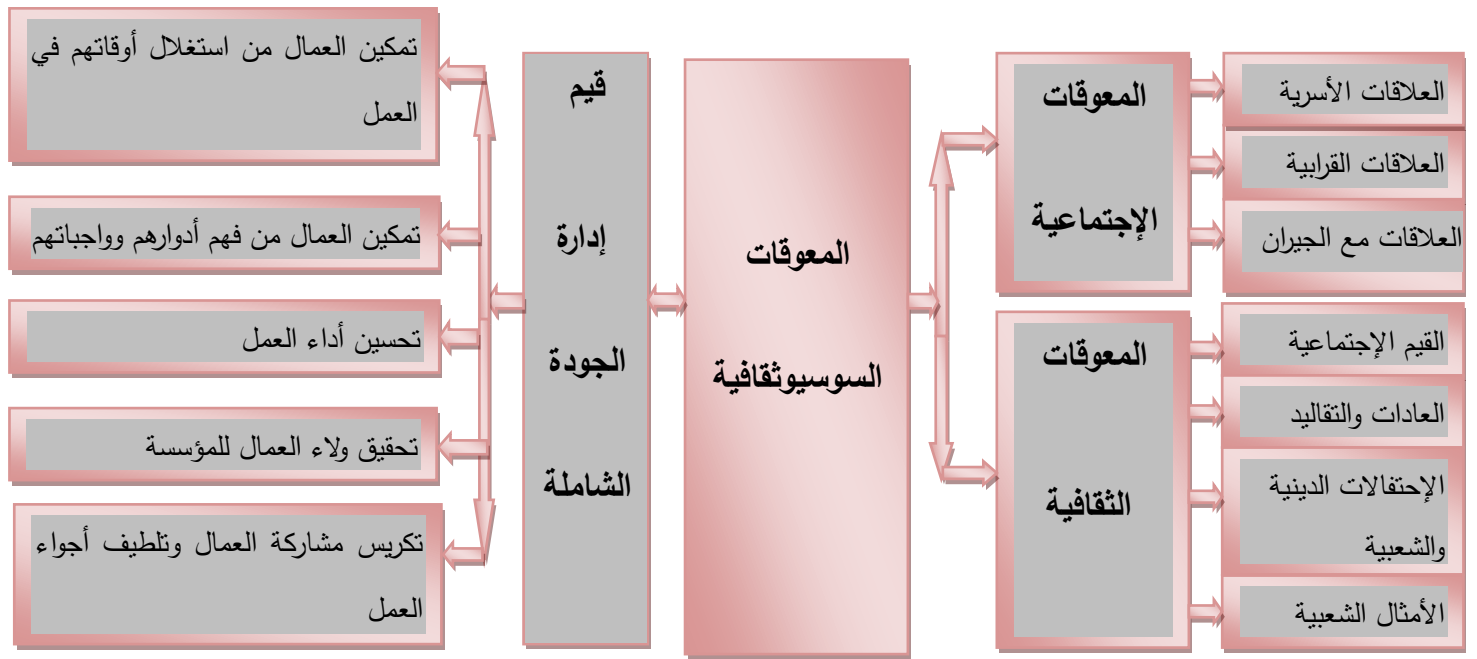 العلاقات الأسرية
العلاقات القرابية
العلاقات مع الجيران
القيم الإجتماعية
العادات والتقاليد
الإحتفالات الدينية
والشعبية
الأمثال الشعبية
المعوقات
الإجتماعية
المعوقات
الثقافية
المعوقات
السوسيوثقافية
قيم
إدارة
الجودة
الشاملة
تمكين العمال من استغلال أوقاتهم في
العمل
تمكين العمال من فهم أدوارهم وواجباتهم
تحسين أداء العمل
تحقيق ولاء العمال للمؤسسة
تكريس مشاركة العمال وتلطيف أجواء
العمل